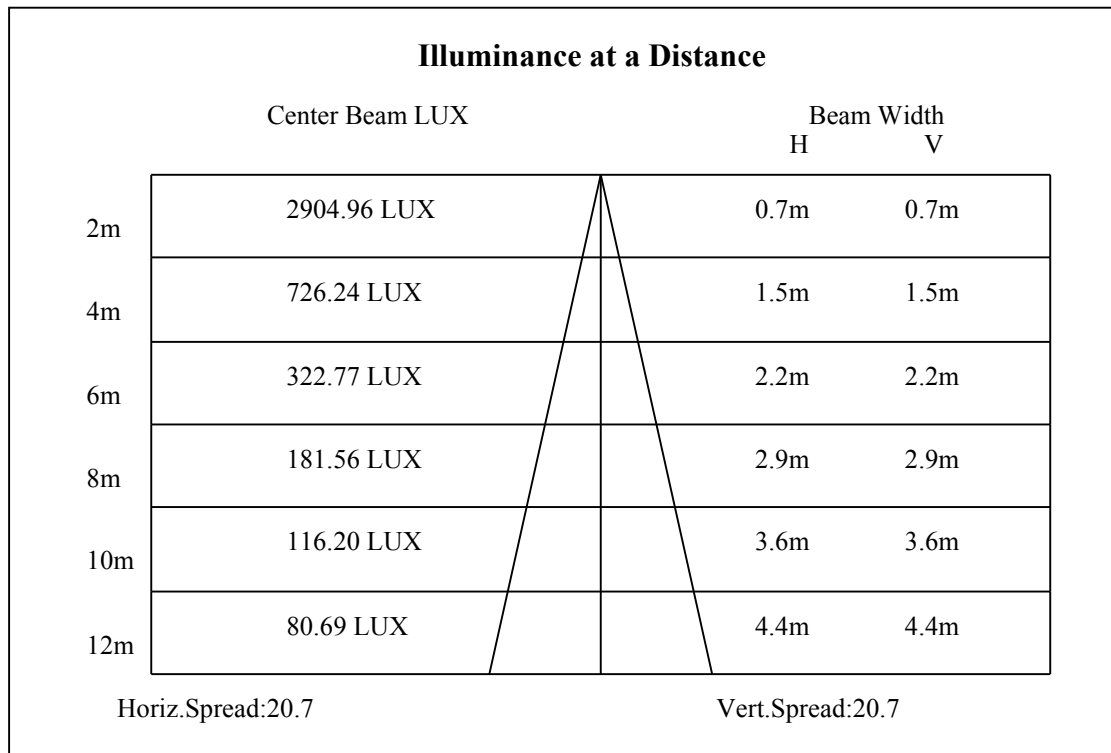 Illuminance at a Distance
Center Beam LUX Beam Width
H V
2904.96 LUX 0.7m 0.7m
2m
726.24 LUX 1.5m 1.5m
4m
322.77 LUX 2.2m 2.2m
6m
181.56 LUX 2.9m 2.9m
8m
116.20 LUX 3.6m 3.6m
10m
80.69 LUX 4.4m 4.4m
12m
Horiz.Spread:20.7 Vert.Spread:20.7